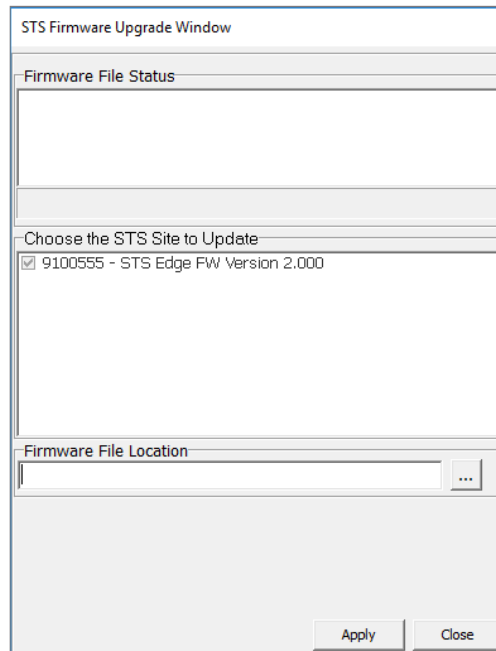 STS Firmware Upgrade Window
Firmware File Status
Choose the STS Site to Update
9100555 - STS Edge FW Version 2.000
Firmware File Location
...
Apply Close